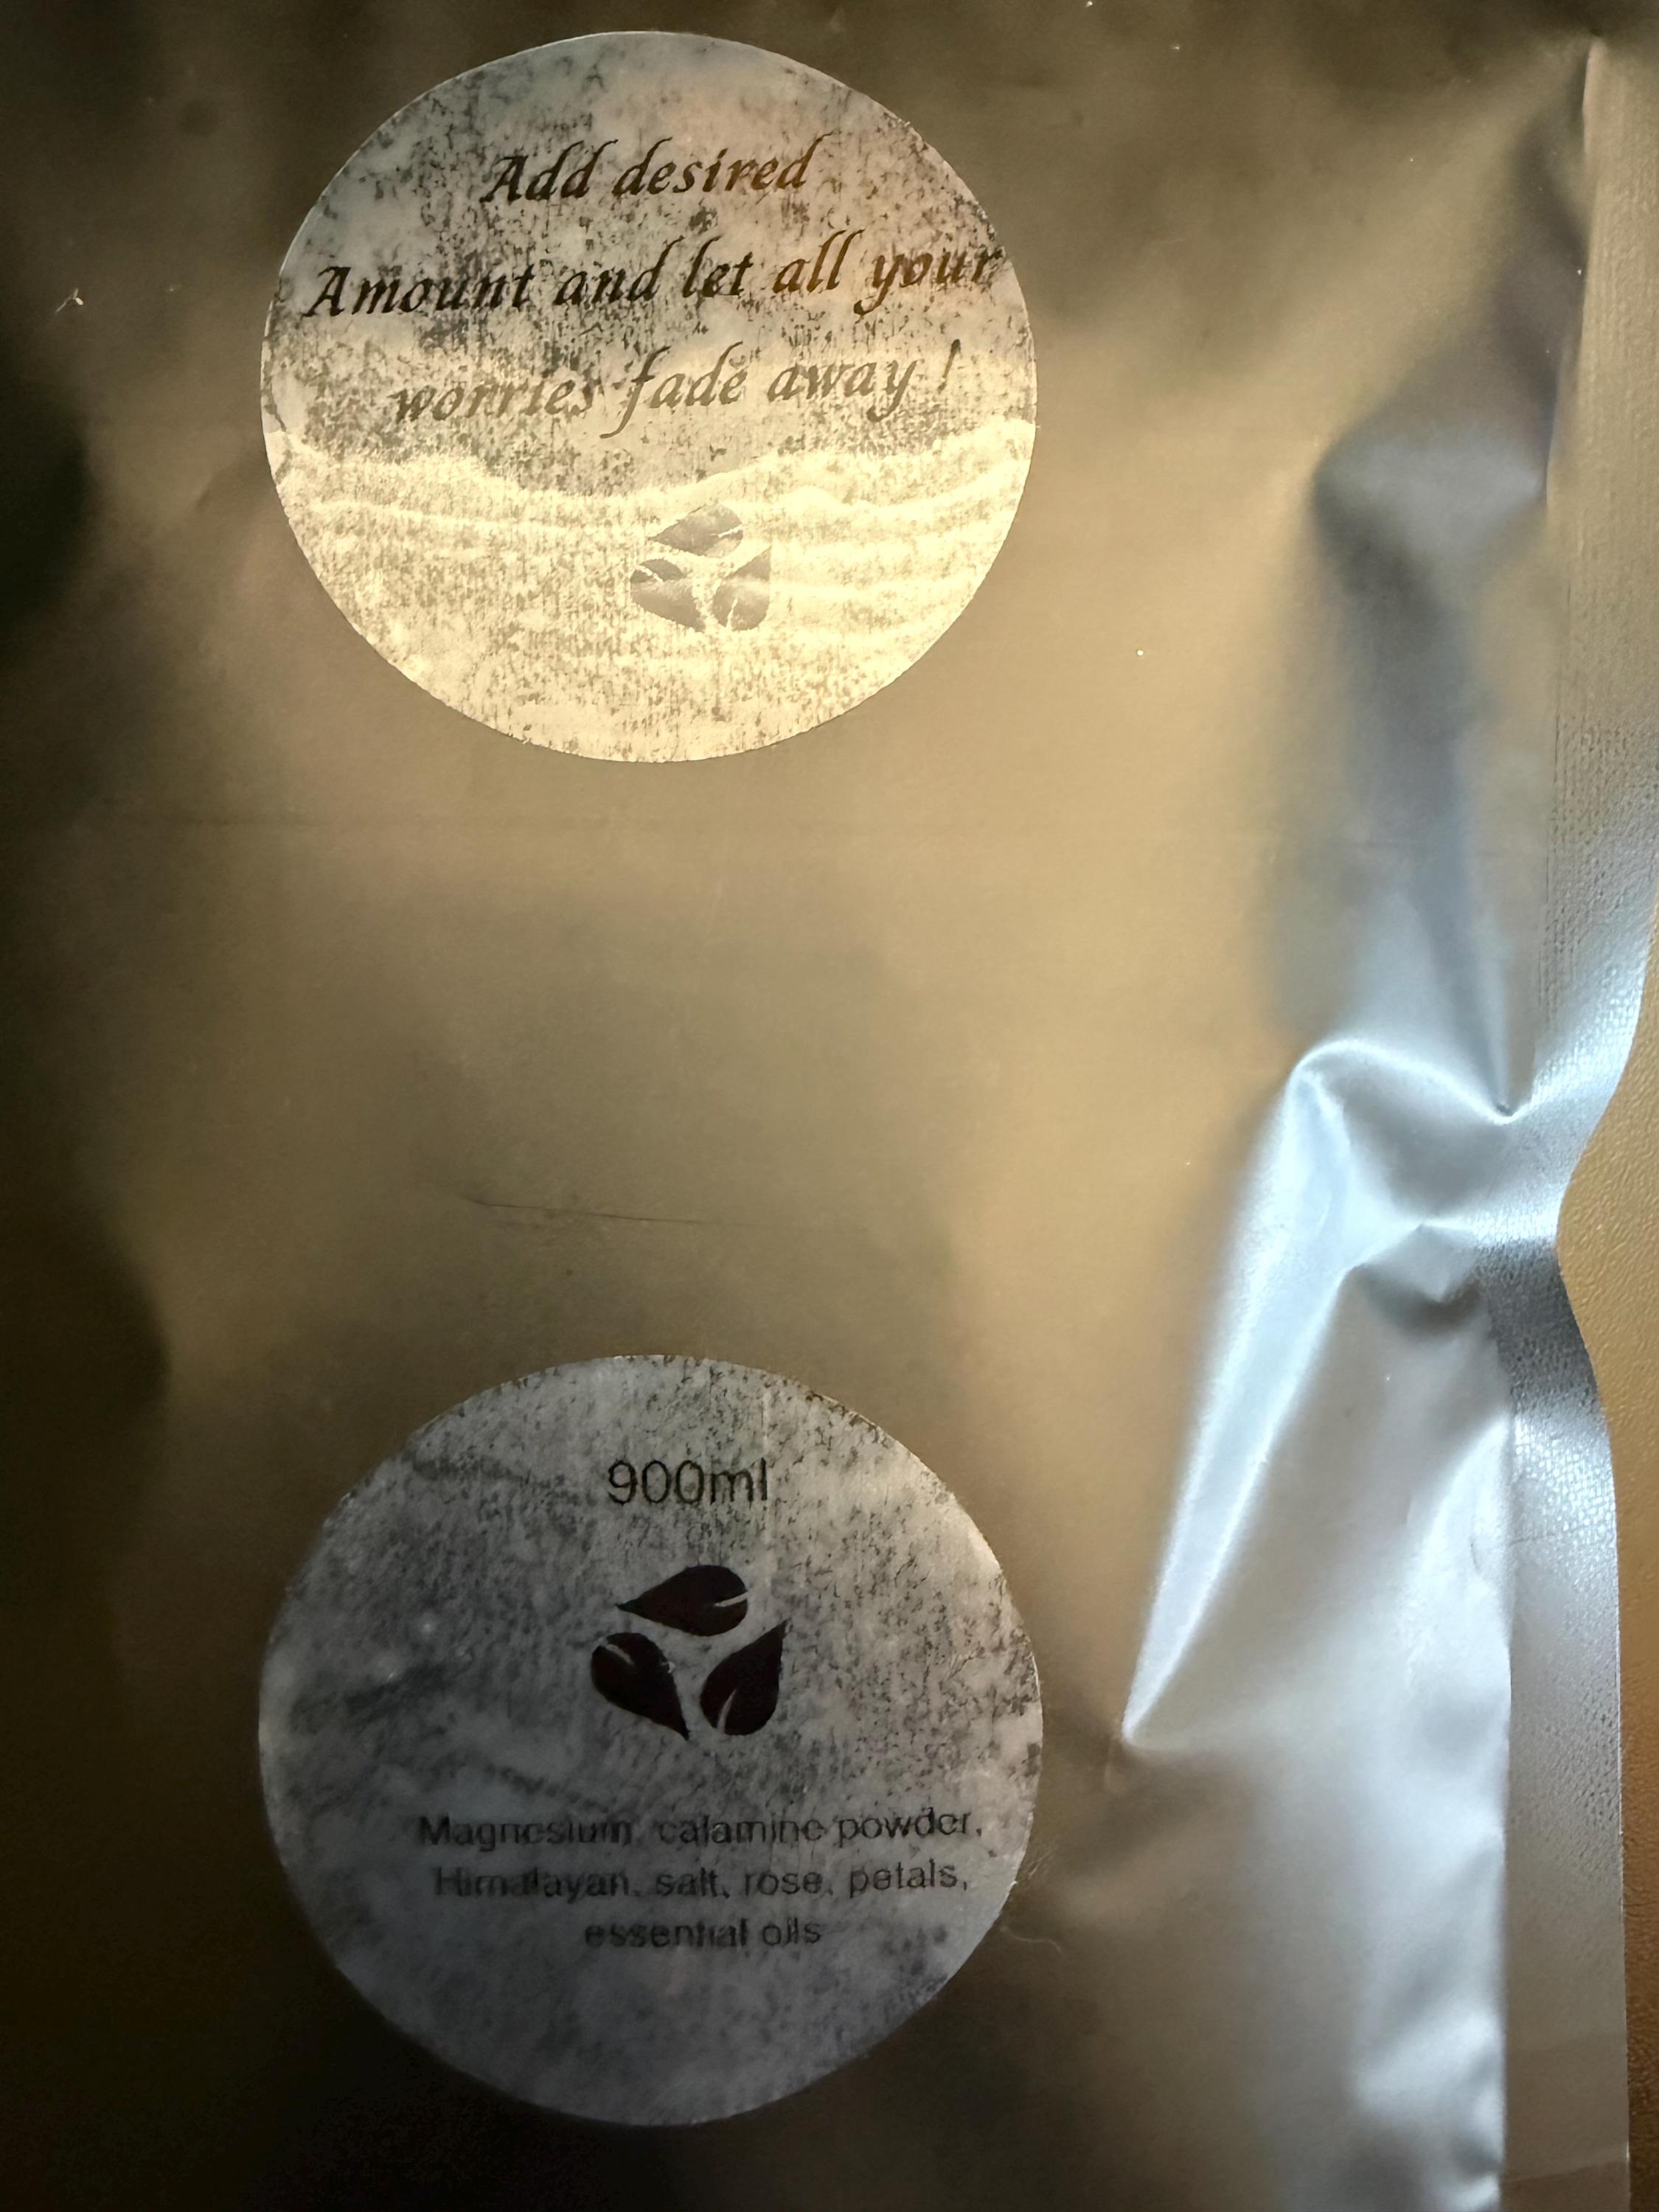 Add desired
Amount and let all your
worries fade away!
900ml
Magnesium, calamine powder,
Himalayan, salt, rose, petals,
essential oils